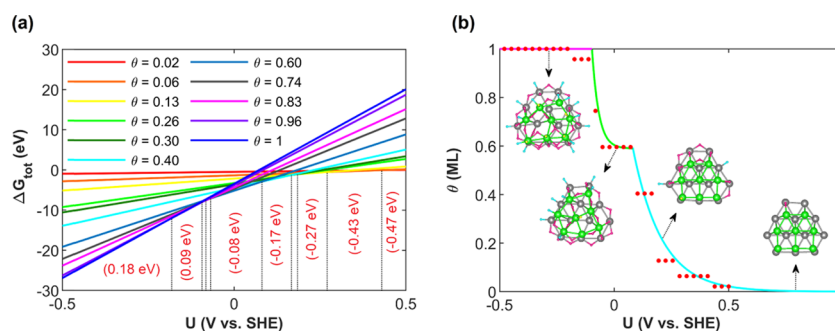 (a)
30
20
10
0
-10
-20
-30
ΔG_tot (eV)
θ = 0.02
θ = 0.06
θ = 0.13
θ = 0.26
θ = 0.30
θ = 0.40
θ = 0.60
θ = 0.74
θ = 0.83
θ = 0.96
θ = 1
(0.18 eV)
(0.09 eV)
(-0.08 eV)
(-0.17 eV)
(-0.27 eV)
(-0.43 eV)
(-0.47 eV)
-0.5 0 0.5
U (V vs. SHE)
(b)
1
0.8
0.6
0.4
0.2
0
θ (ML)
-0.5 0 0.5
U (V vs. SHE)